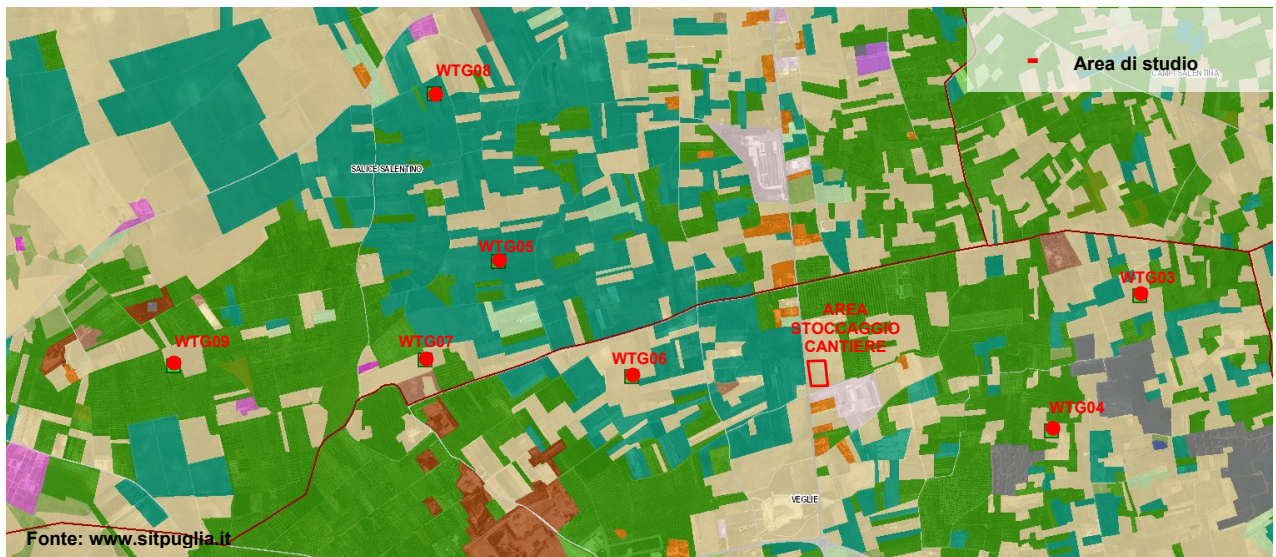 WTG08
- Area di studio
CAMPI SALENTINA
SALICE SALENTINO
WTG05
WTG03
AREA
STOCCAGGIO
CANTIERE
WTG09
WTG07
WTG06
WTG04
VEGLIE
Fonte: www.sitpuglia.it